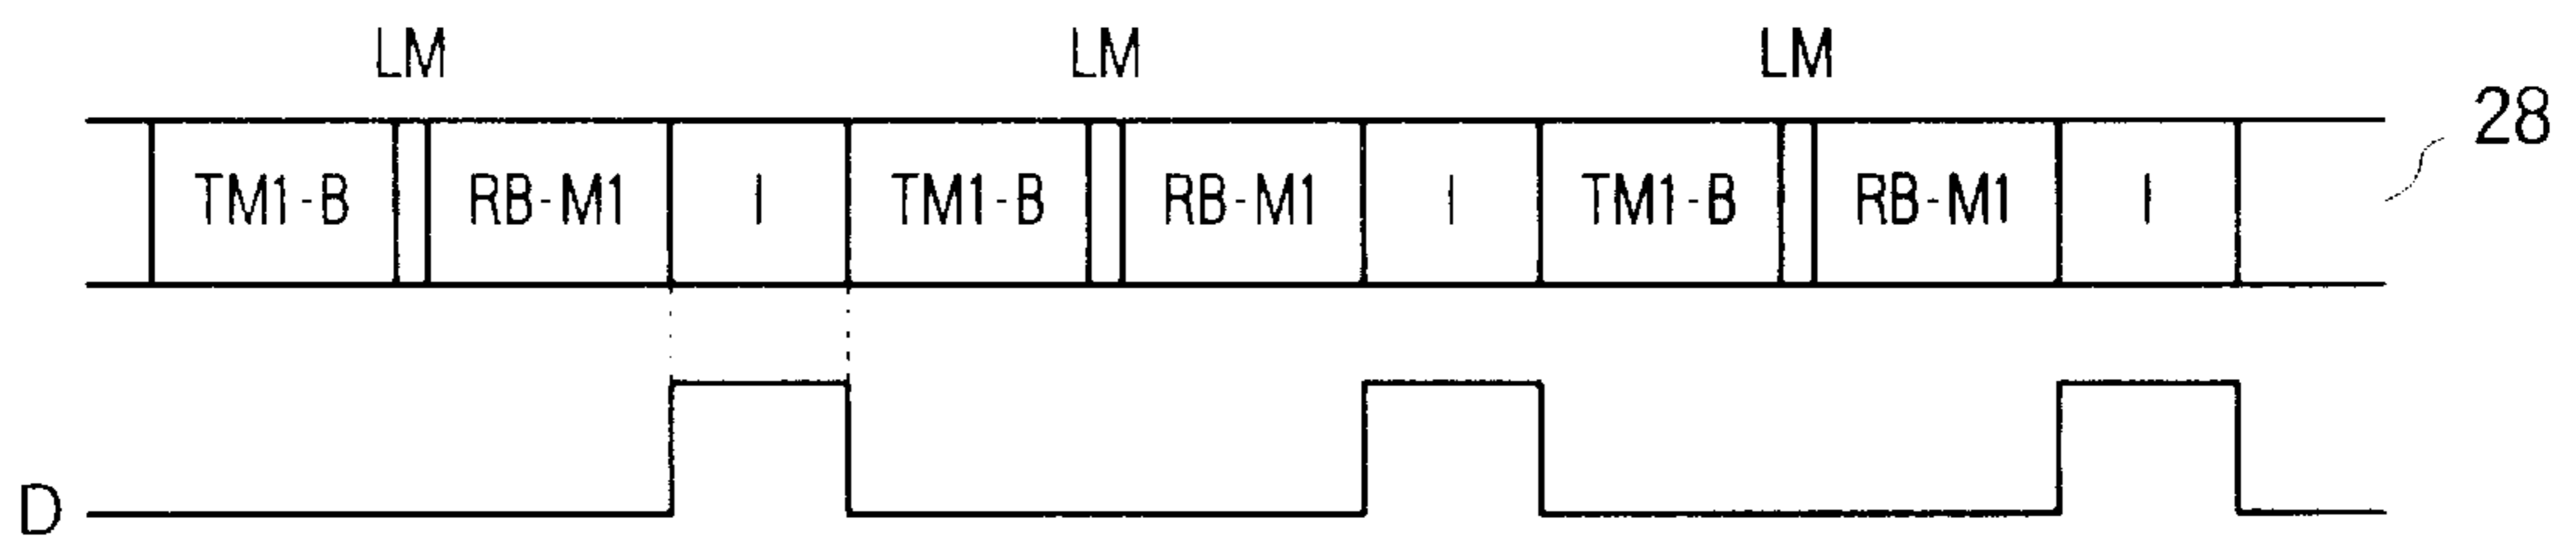 LM LM LM
28
TM1-B RB-M1 I TM1-B RB-M1 I TM1-B RB-M1 I
D